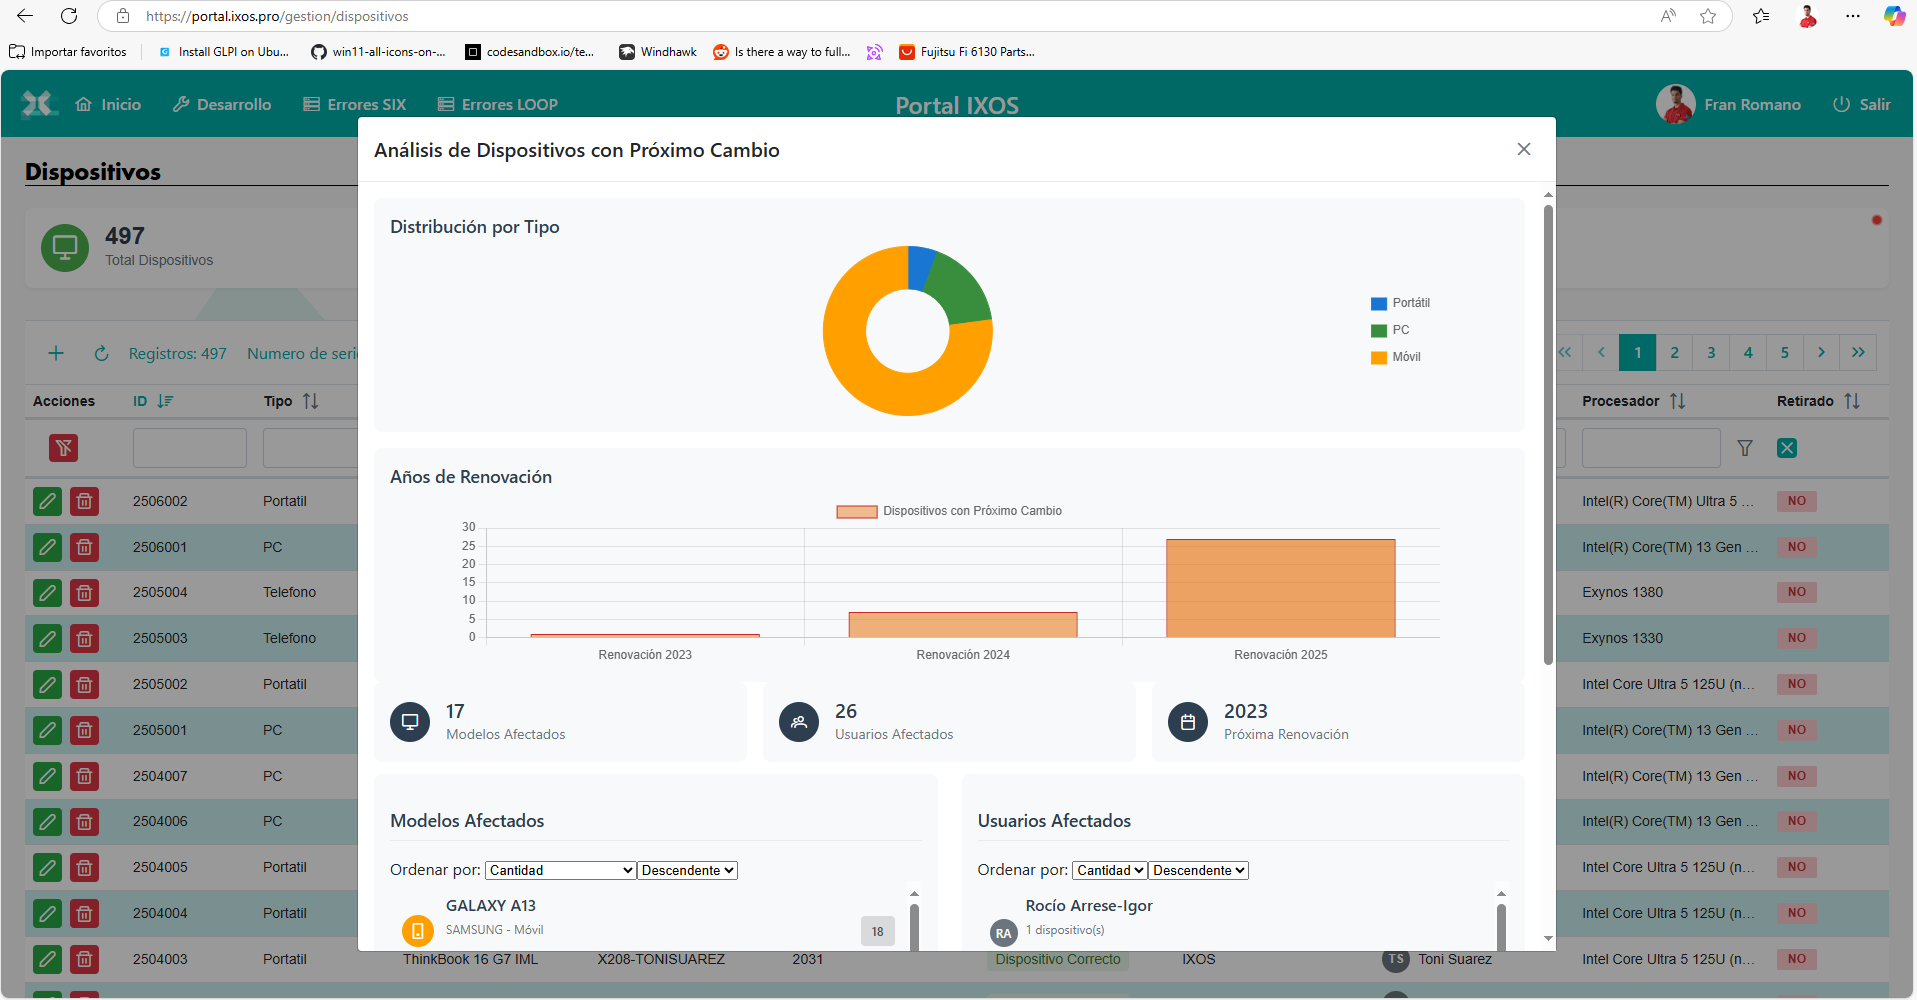 https://portal.ixos.pro/gestion/dispositivos
Importar favoritos
Install GLPI on Ubu...
win11-all-icons-on-...
codesandbox.io/te...
Windhawk
Is there a way to full...
Fujitsu Fi 6130 Parts...
Inicio
Desarrollo
Errores SIX
Errores LOOP
Portal IXOS
Fran Romano
Salir
Dispositivos
497
Total Dispositivos
Registros: 497
Numero de seri
1 2 3 4 5
Acciones
ID
Tipo
Procesador
Retirado
2506002 Portatil Intel(R) Core(TM) Ultra 5 ... NO
2506001 PC Intel(R) Core(TM) 13 Gen ... NO
2505004 Telefono Exynos 1380 NO
2505003 Telefono Exynos 1330 NO
2505002 Portatil Intel Core Ultra 5 125U (n... NO
2505001 PC Intel(R) Core(TM) 13 Gen ... NO
2504007 PC Intel(R) Core(TM) 13 Gen ... NO
2504006 PC Intel(R) Core(TM) 13 Gen ... NO
2504005 Portatil Intel Core Ultra 5 125U (n... NO
2504004 Portatil Intel Core Ultra 5 125U (n... NO
2504003 Portatil ThinkBook 16 G7 IML X208-TONISUAREZ 2031 Dispositivo Correcto IXOS TS Toni Suarez Intel Core Ultra 5 125U (n... NO
Análisis de Dispositivos con Próximo Cambio
Distribución por Tipo
Portátil
PC
Móvil
Años de Renovación
Dispositivos con Próximo Cambio
30
25
20
15
10
5
0
Renovación 2023
Renovación 2024
Renovación 2025
17
Modelos Afectados
26
Usuarios Afectados
2023
Próxima Renovación
Modelos Afectados
Ordenar por: Cantidad Descendente
GALAXY A13
SAMSUNG - Móvil
18
Usuarios Afectados
Ordenar por: Cantidad Descendente
Rocío Arrese-Igor
RA
1 dispositivo(s)